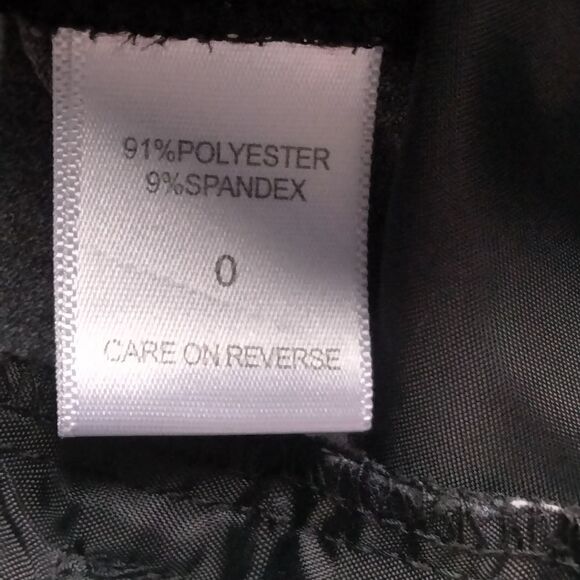 91%POLYESTER
9%SPANDEX
0
CARE ON REVERSE